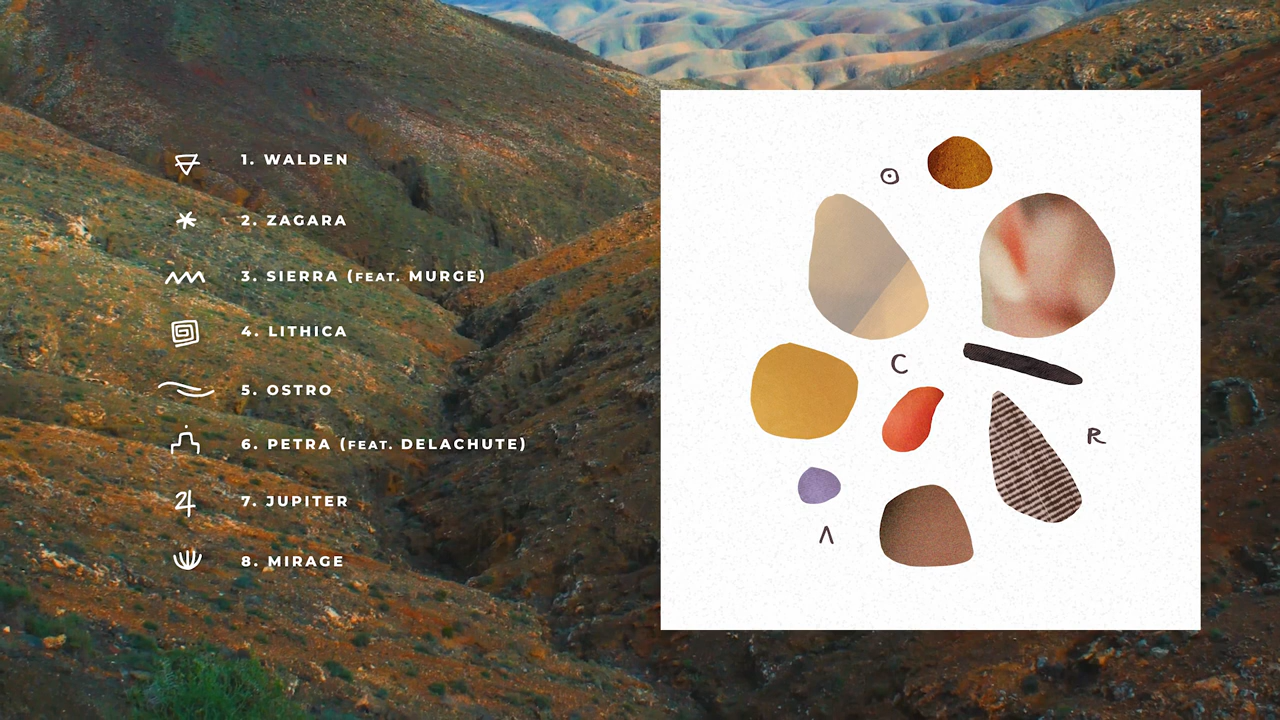 1. WALDEN
2. ZAGARA
3. SIERRA (FEAT. MURGE)
4. LITHICA
5. OSTRO
6. PETRA (FEAT. DELACHUTE)
7. JUPITER
8. MIRAGE
⊙
C
R
Λ